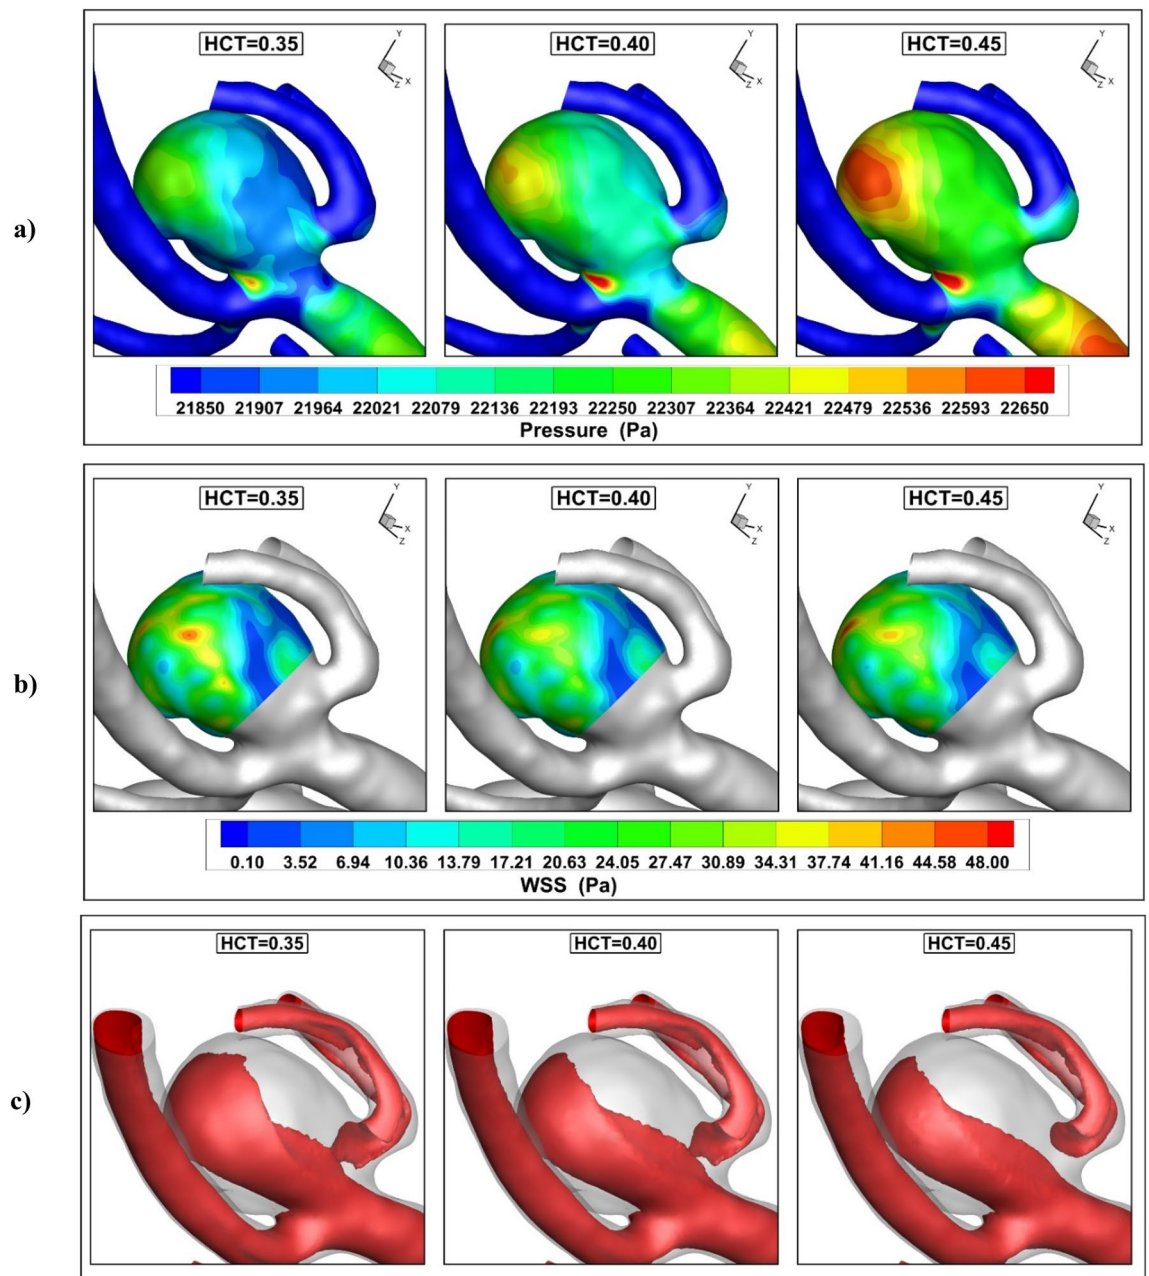 a)
HCT=0.35 HCT=0.40 HCT=0.45
Y X Z Y X Z Y X Z
21850 21907 21964 22021 22079 22136 22193 22250 22307 22364 22421 22479 22536 22593 22650
Pressure (Pa)
b)
HCT=0.35 HCT=0.40 HCT=0.45
Y X Z Y X Z Y X Z
0.10 3.52 6.94 10.36 13.79 17.21 20.63 24.05 27.47 30.89 34.31 37.74 41.16 44.58 48.00
WSS (Pa)
c)
HCT=0.35 HCT=0.40 HCT=0.45